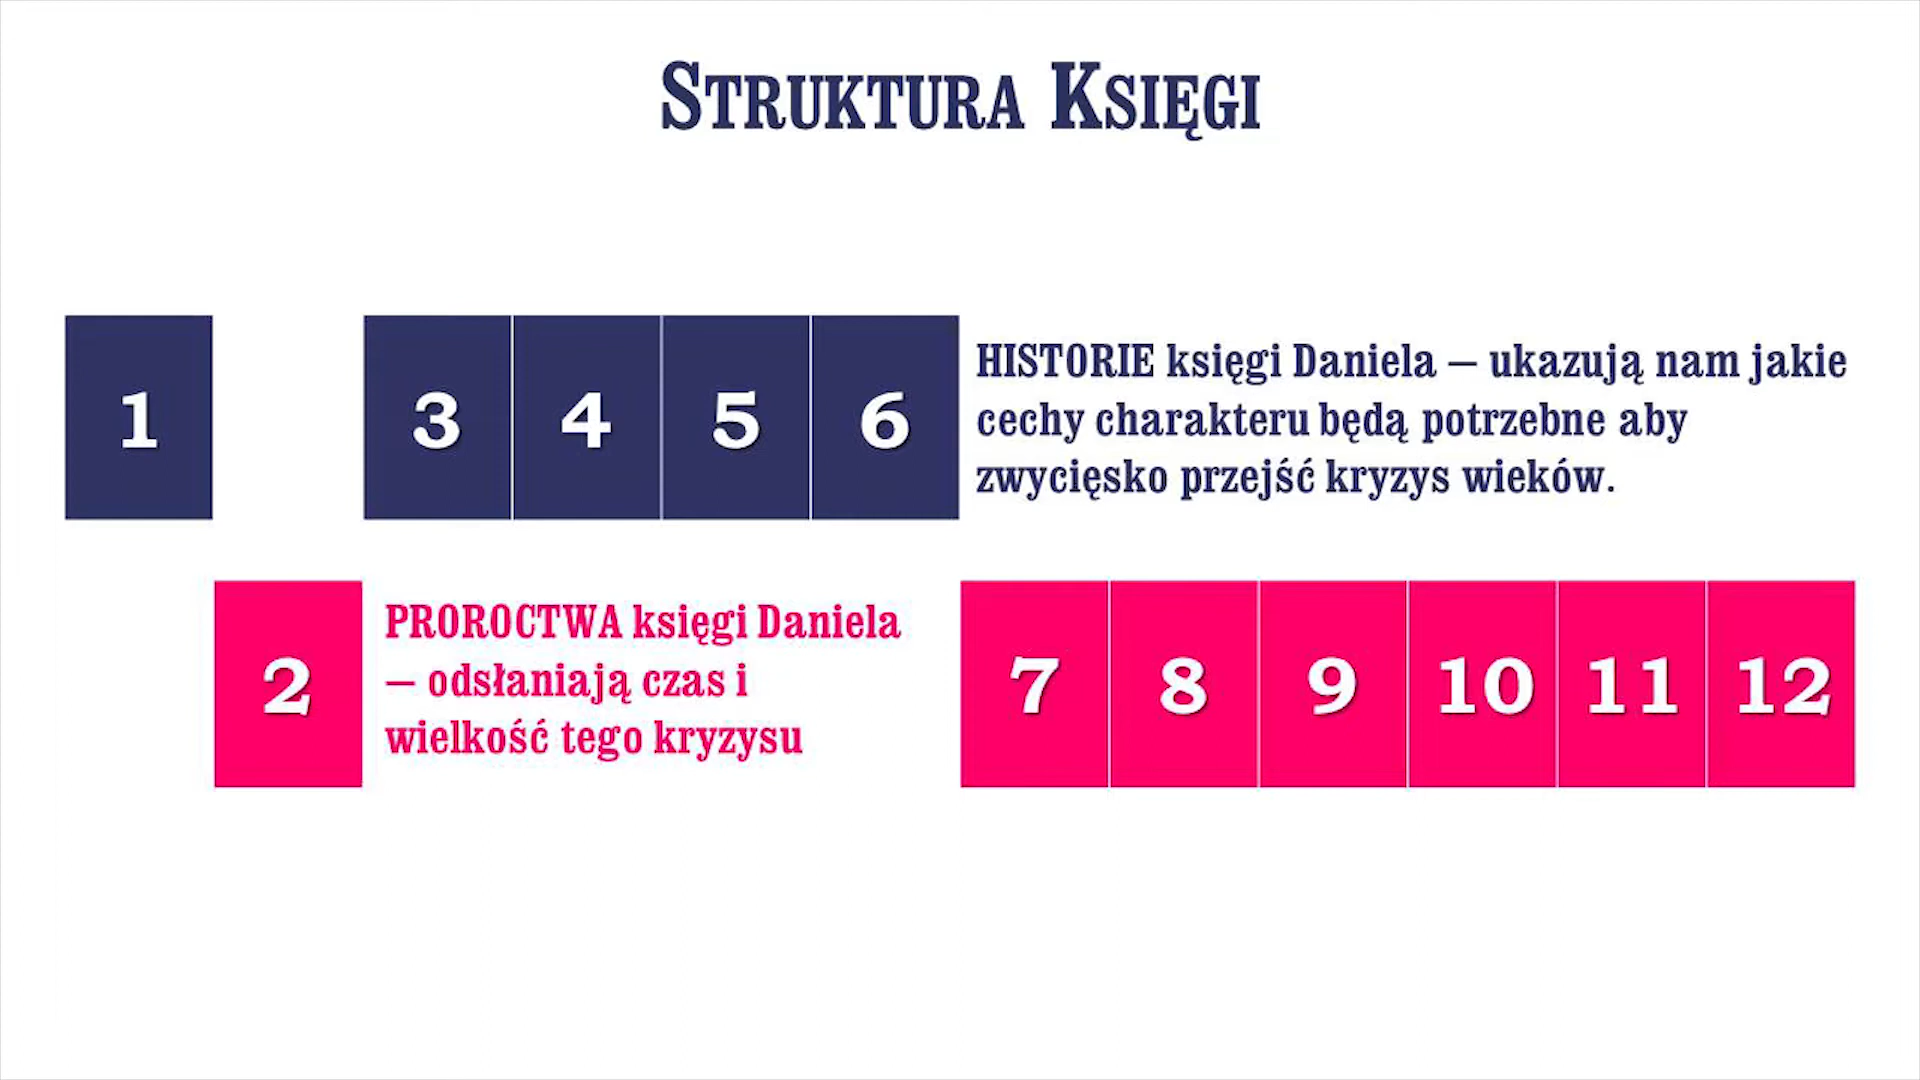 Struktura Księgi
1
3 4 5 6
HISTORIE księgi Daniela – ukazują nam jakie
cechy charakteru będą potrzebne aby
zwycięsko przejść kryzys wieków.
2
PROROCTWA księgi Daniela
– odsłaniają czas i
wielkość tego kryzysu
7 8 9 10 11 12